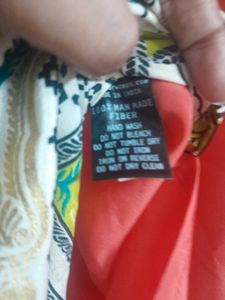 MADE IN INDIA
100% MAN MADE
FIBER
HAND WASH
DO NOT BLEACH
DO NOT TUMBLE DRY
DO NOT IRON
IRON ON REVERSE
DO NOT DRY CLEAN